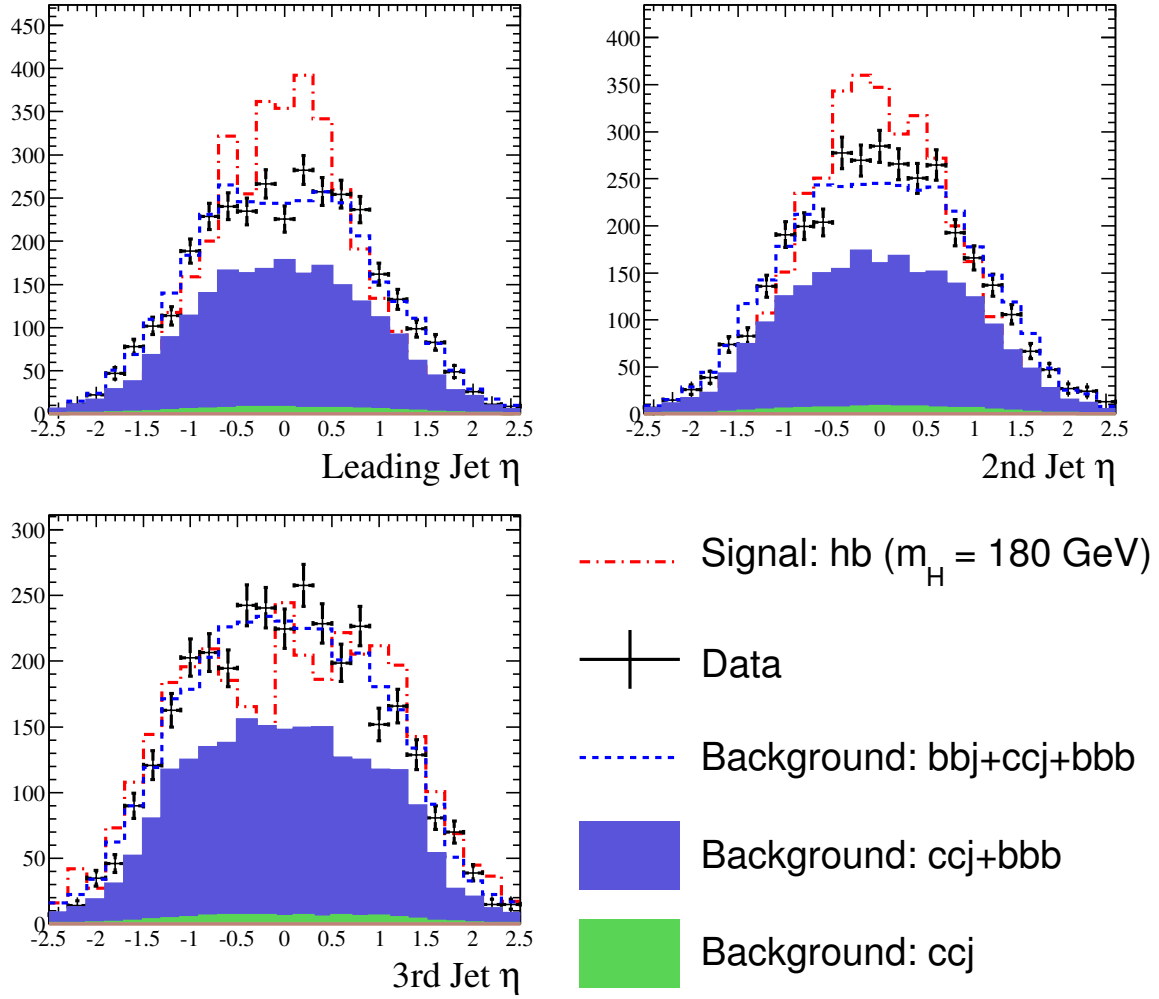 450
400
350
300
250
200
150
100
50
0
-2.5 -2 -1.5 -1 -0.5 0 0.5 1 1.5 2 2.5
Leading Jet η
400
350
300
250
200
150
100
50
0
-2.5 -2 -1.5 -1 -0.5 0 0.5 1 1.5 2 2.5
2nd Jet η
300
250
200
150
100
50
0
-2.5 -2 -1.5 -1 -0.5 0 0.5 1 1.5 2 2.5
3rd Jet η
Signal: hb (m_H = 180 GeV)
Data
Background: bbj+ccj+bbb
Background: ccj+bbb
Background: ccj